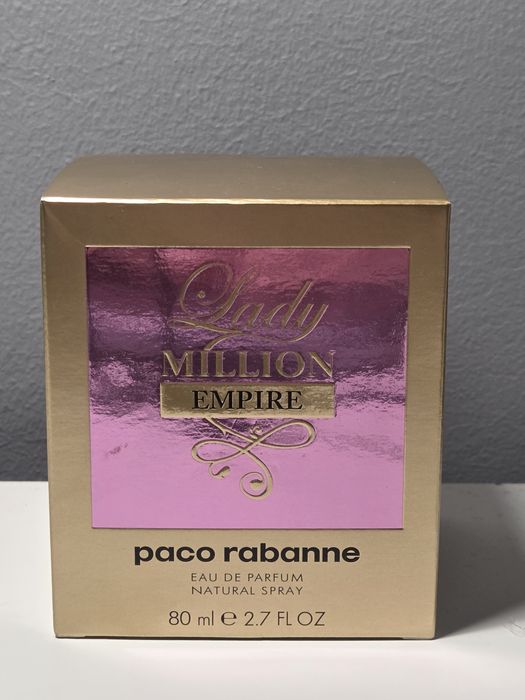 Lady
MILLION
EMPIRE
paco rabanne
EAU DE PARFUM
NATURAL SPRAY
80 ml ℮ 2.7 FL OZ